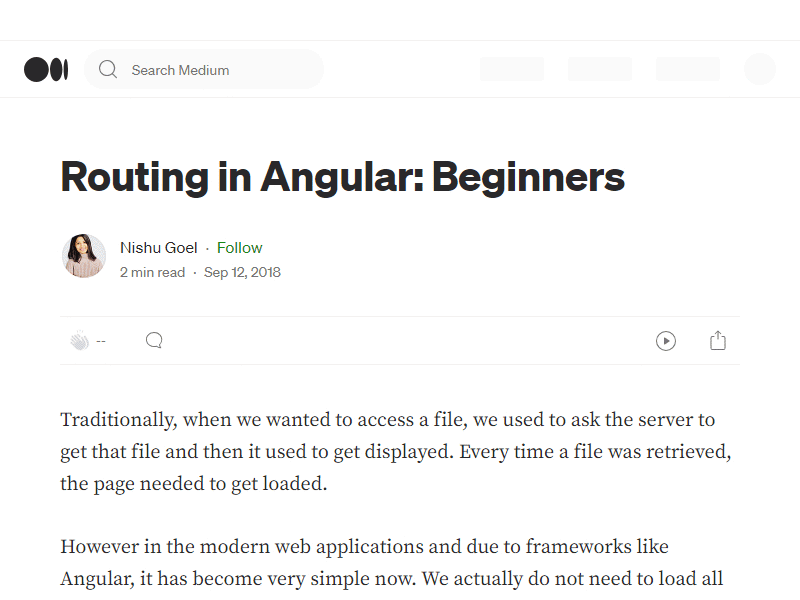 Search Medium
Routing in Angular: Beginners
Nishu Goel · Follow
2 min read · Sep 12, 2018
--
Traditionally, when we wanted to access a file, we used to ask the server to
get that file and then it used to get displayed. Every time a file was retrieved,
the page needed to get loaded.
However in the modern web applications and due to frameworks like
Angular, it has become very simple now. We actually do not need to load all